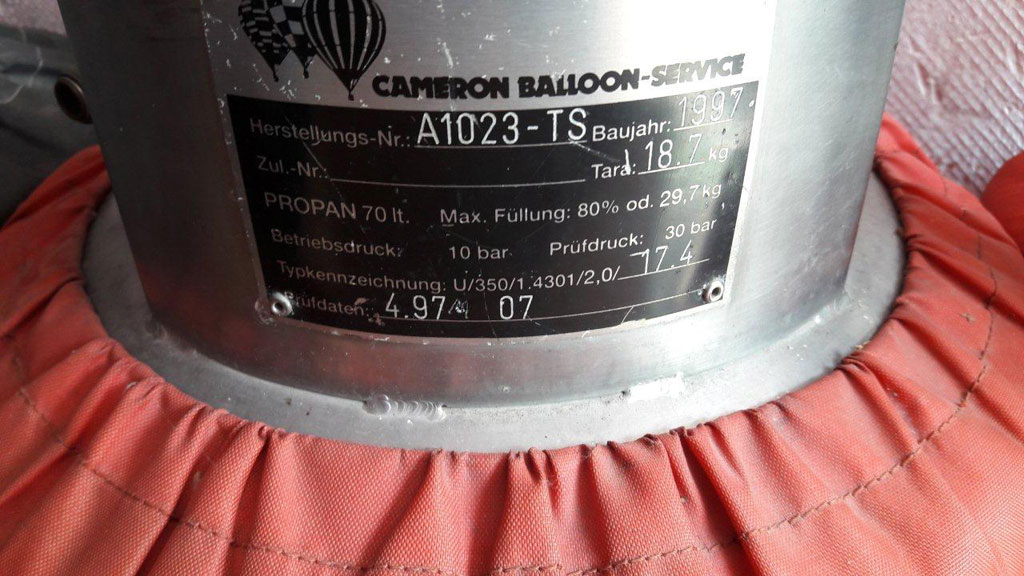 CAMERON BALLOON-SERVICE
Herstellungs-Nr.: A1023-TS Baujahr: 1997
Zul.-Nr.: Tara: 18.7 kg
PROPAN 70 lt. Max. Füllung: 80% od. 29,7 kg
Betriebsdruck: 10 bar Prüfdruck: 30 bar
Typkennzeichnung: U/350/1.4301/2,0/ 17.4
Prüfdaten: 4.97 07